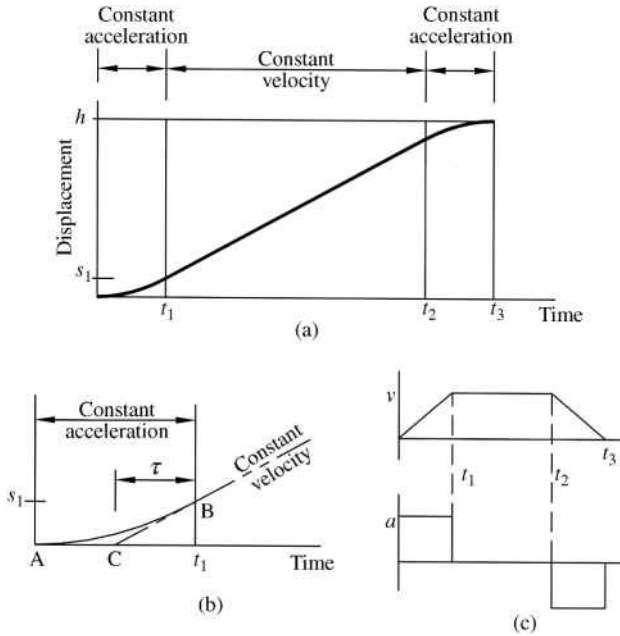 Constant
acceleration
Constant
velocity
Constant
acceleration
h
Displacement
s1
t1
t2
t3
Time
(a)
Constant
acceleration
τ
Constant
velocity
s1
B
A
C
t1
Time
(b)
v
t3
t1
t2
a
(c)